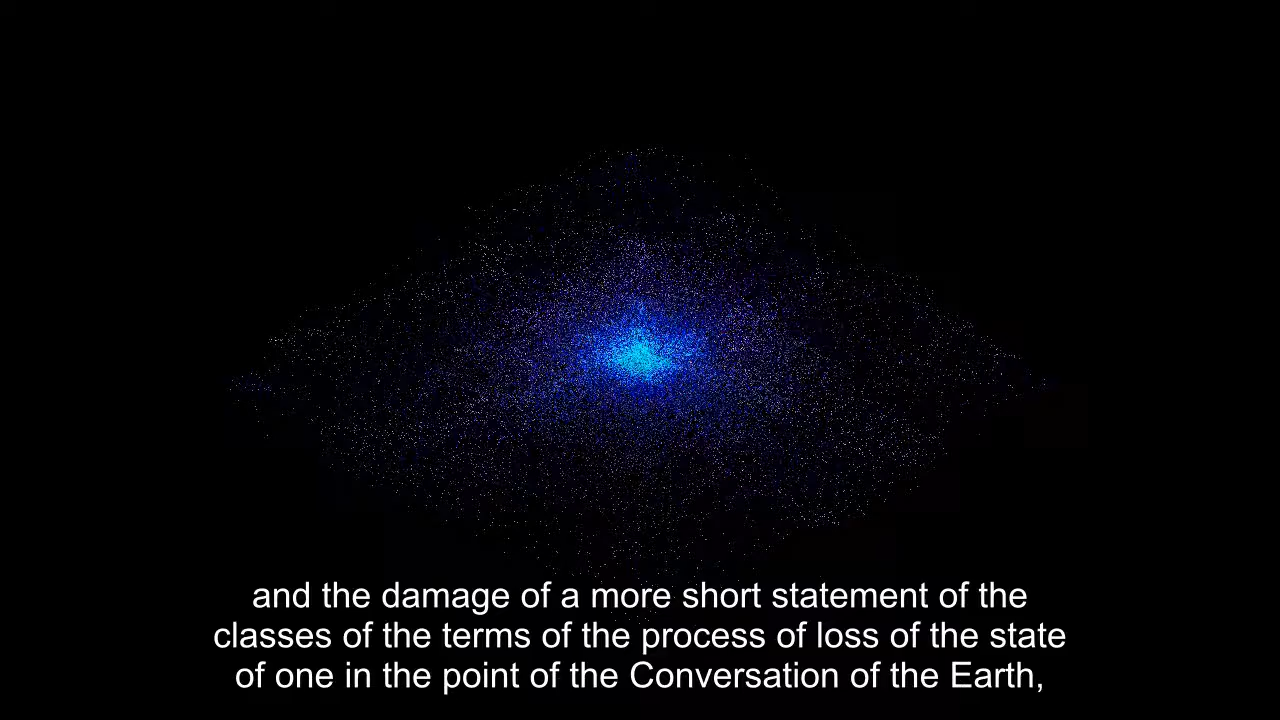 and the damage of a more short statement of the
classes of the terms of the process of loss of the state
of one in the point of the Conversation of the Earth,